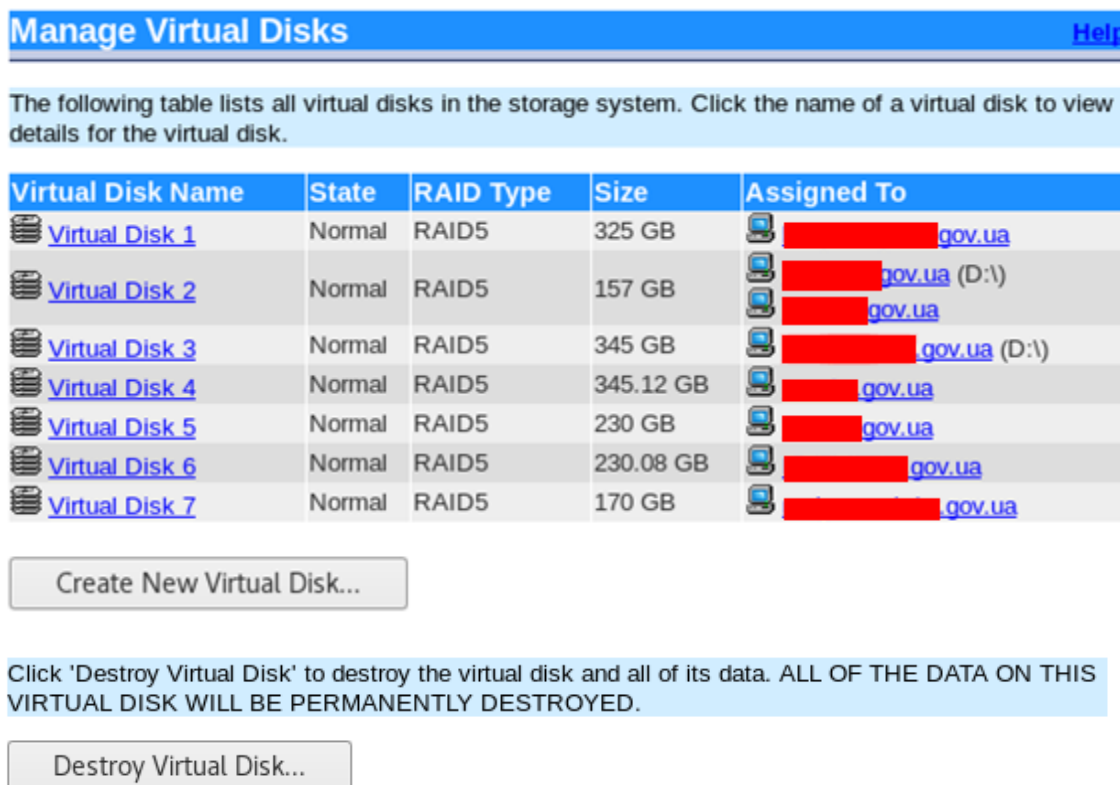 Manage Virtual Disks Help
The following table lists all virtual disks in the storage system. Click the name of a virtual disk to view
details for the virtual disk.
Virtual Disk Name State RAID Type Size Assigned To
Virtual Disk 1 Normal RAID5 325 GB gov.ua
Virtual Disk 2 Normal RAID5 157 GB gov.ua (D:\)
gov.ua
Virtual Disk 3 Normal RAID5 345 GB .gov.ua (D:\)
Virtual Disk 4 Normal RAID5 345.12 GB .gov.ua
Virtual Disk 5 Normal RAID5 230 GB gov.ua
Virtual Disk 6 Normal RAID5 230.08 GB gov.ua
Virtual Disk 7 Normal RAID5 170 GB .gov.ua
Create New Virtual Disk...
Click 'Destroy Virtual Disk' to destroy the virtual disk and all of its data. ALL OF THE DATA ON THIS
VIRTUAL DISK WILL BE PERMANENTLY DESTROYED.
Destroy Virtual Disk...